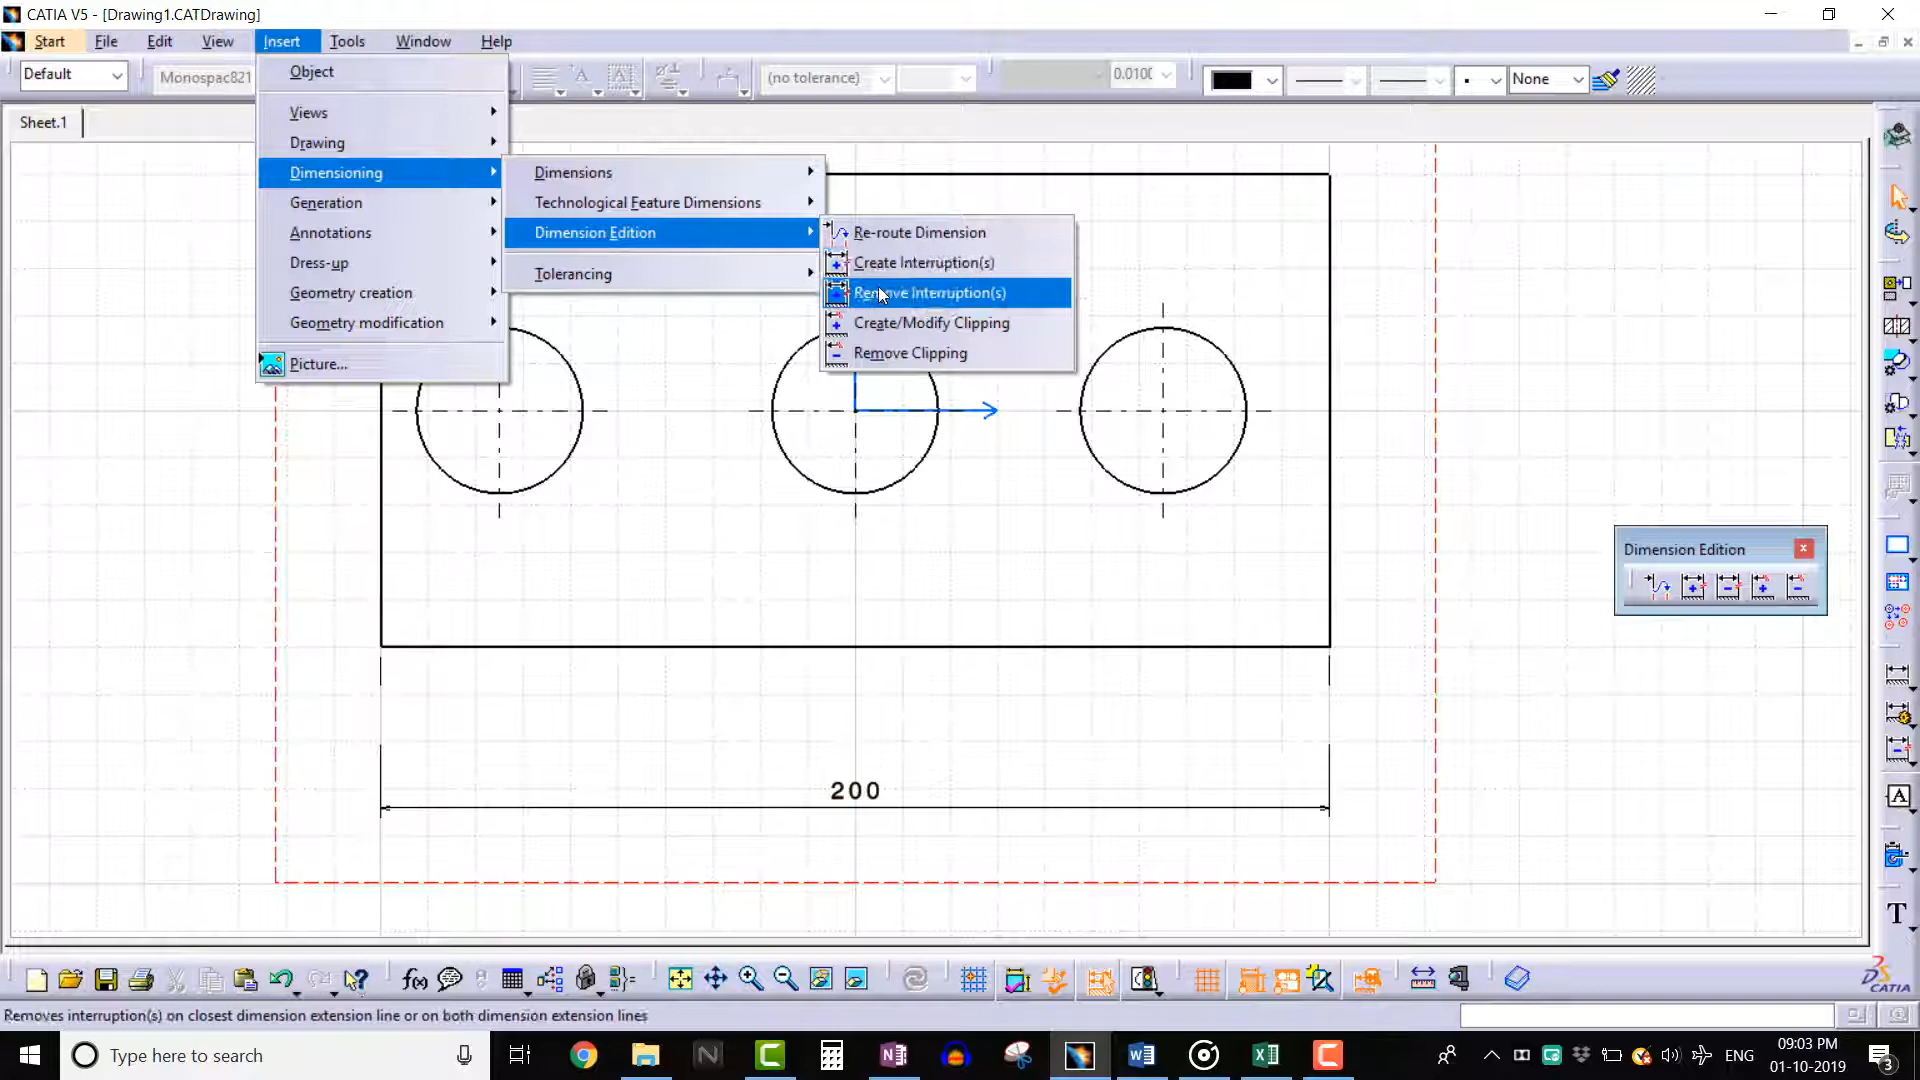 CATIA V5 - [Drawing1.CATDrawing]
Start File Edit View Insert Tools Window Help
Default Monospac821 (no tolerance) 0.010 None
Sheet.1
Object
Views
Drawing
Dimensioning
Generation
Annotations
Dress-up
Geometry creation
Geometry modification
Picture...
Dimensions
Technological Feature Dimensions
Dimension Edition
Tolerancing
Re-route Dimension
Create Interruption(s)
Remove Interruption(s)
Create/Modify Clipping
Remove Clipping
Dimension Edition
200
CATIA
Removes interruption(s) on closest dimension extension line or on both dimension extension lines
Type here to search
ENG
09:03 PM
01-10-2019
3